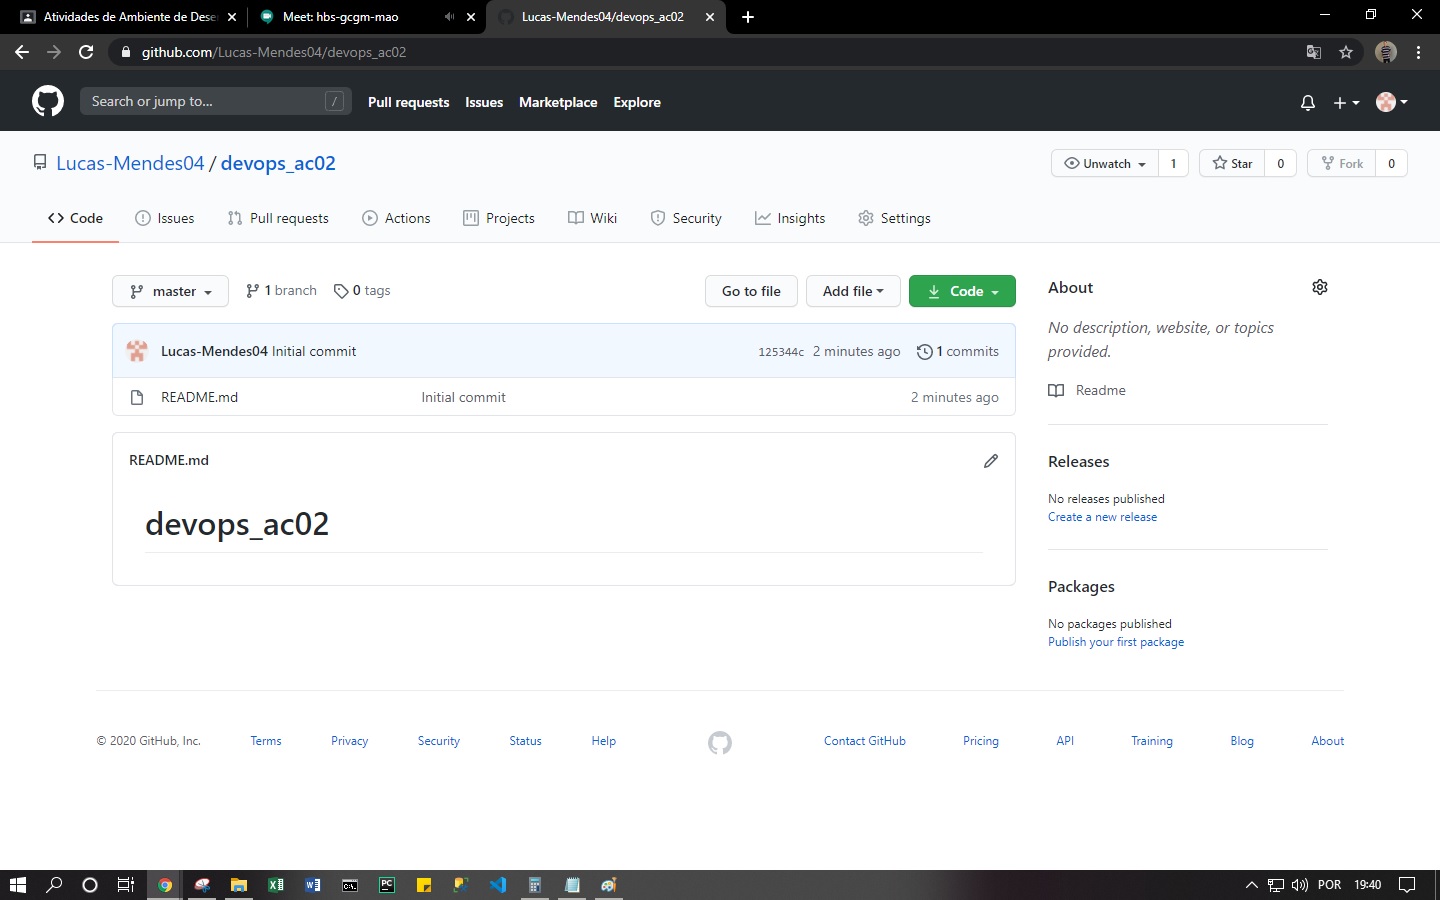 Atividades de Ambiente de Dese
Meet: hbs-gcgm-mao
Lucas-Mendes04/devops_ac02
github.com/Lucas-Mendes04/devops_ac02
Search or jump to... /
Pull requests Issues Marketplace Explore
Lucas-Mendes04 / devops_ac02
Unwatch 1 Star 0 Fork 0
Code Issues Pull requests Actions Projects Wiki Security Insights Settings
master 1 branch 0 tags Go to file Add file Code
Lucas-Mendes04 Initial commit 125344c 2 minutes ago 1 commits
README.md Initial commit 2 minutes ago
README.md
devops_ac02
About
No description, website, or topics
provided.
Readme
Releases
No releases published
Create a new release
Packages
No packages published
Publish your first package
© 2020 GitHub, Inc. Terms Privacy Security Status Help Contact GitHub Pricing API Training Blog About
POR 19:40